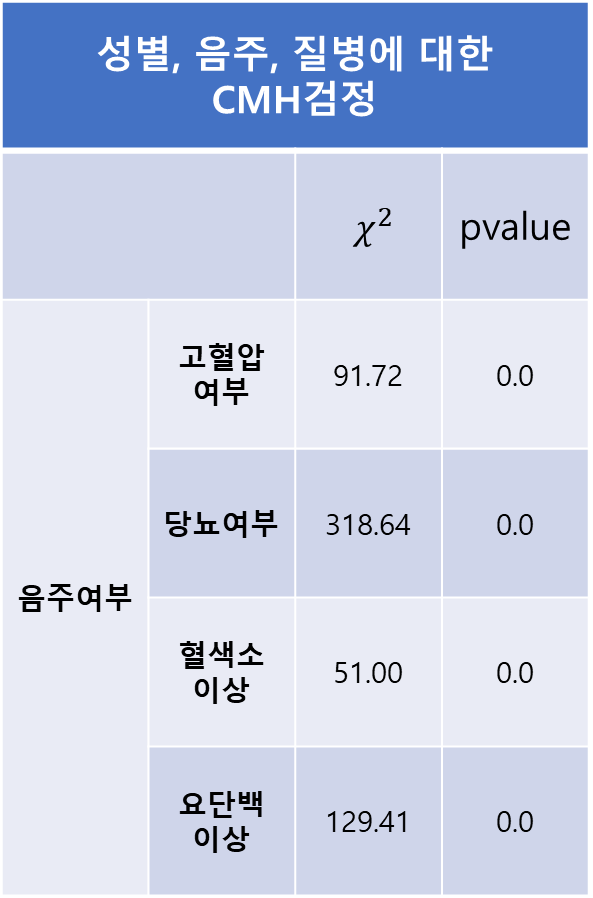 성별, 음주, 질병에 대한
CMH검정
χ² pvalue
고혈압
여부
91.72 0.0
당뇨여부 318.64 0.0
음주여부
혈색소
이상
51.00 0.0
요단백
이상
129.41 0.0